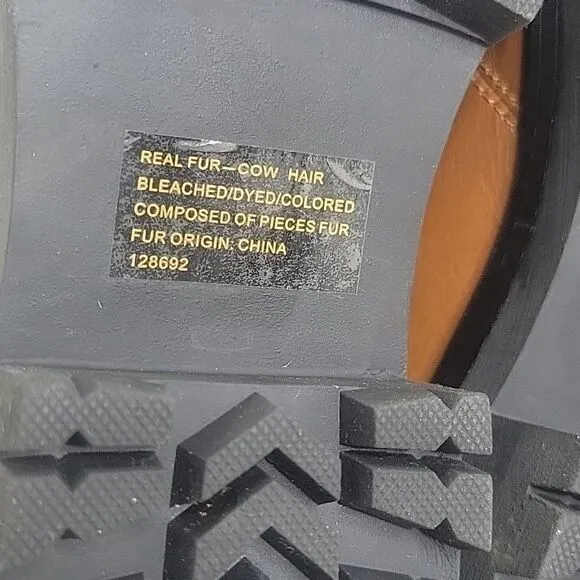 REAL FUR—COW HAIR
BLEACHED/DYED/COLORED
COMPOSED OF PIECES FUR
FUR ORIGIN: CHINA
128692